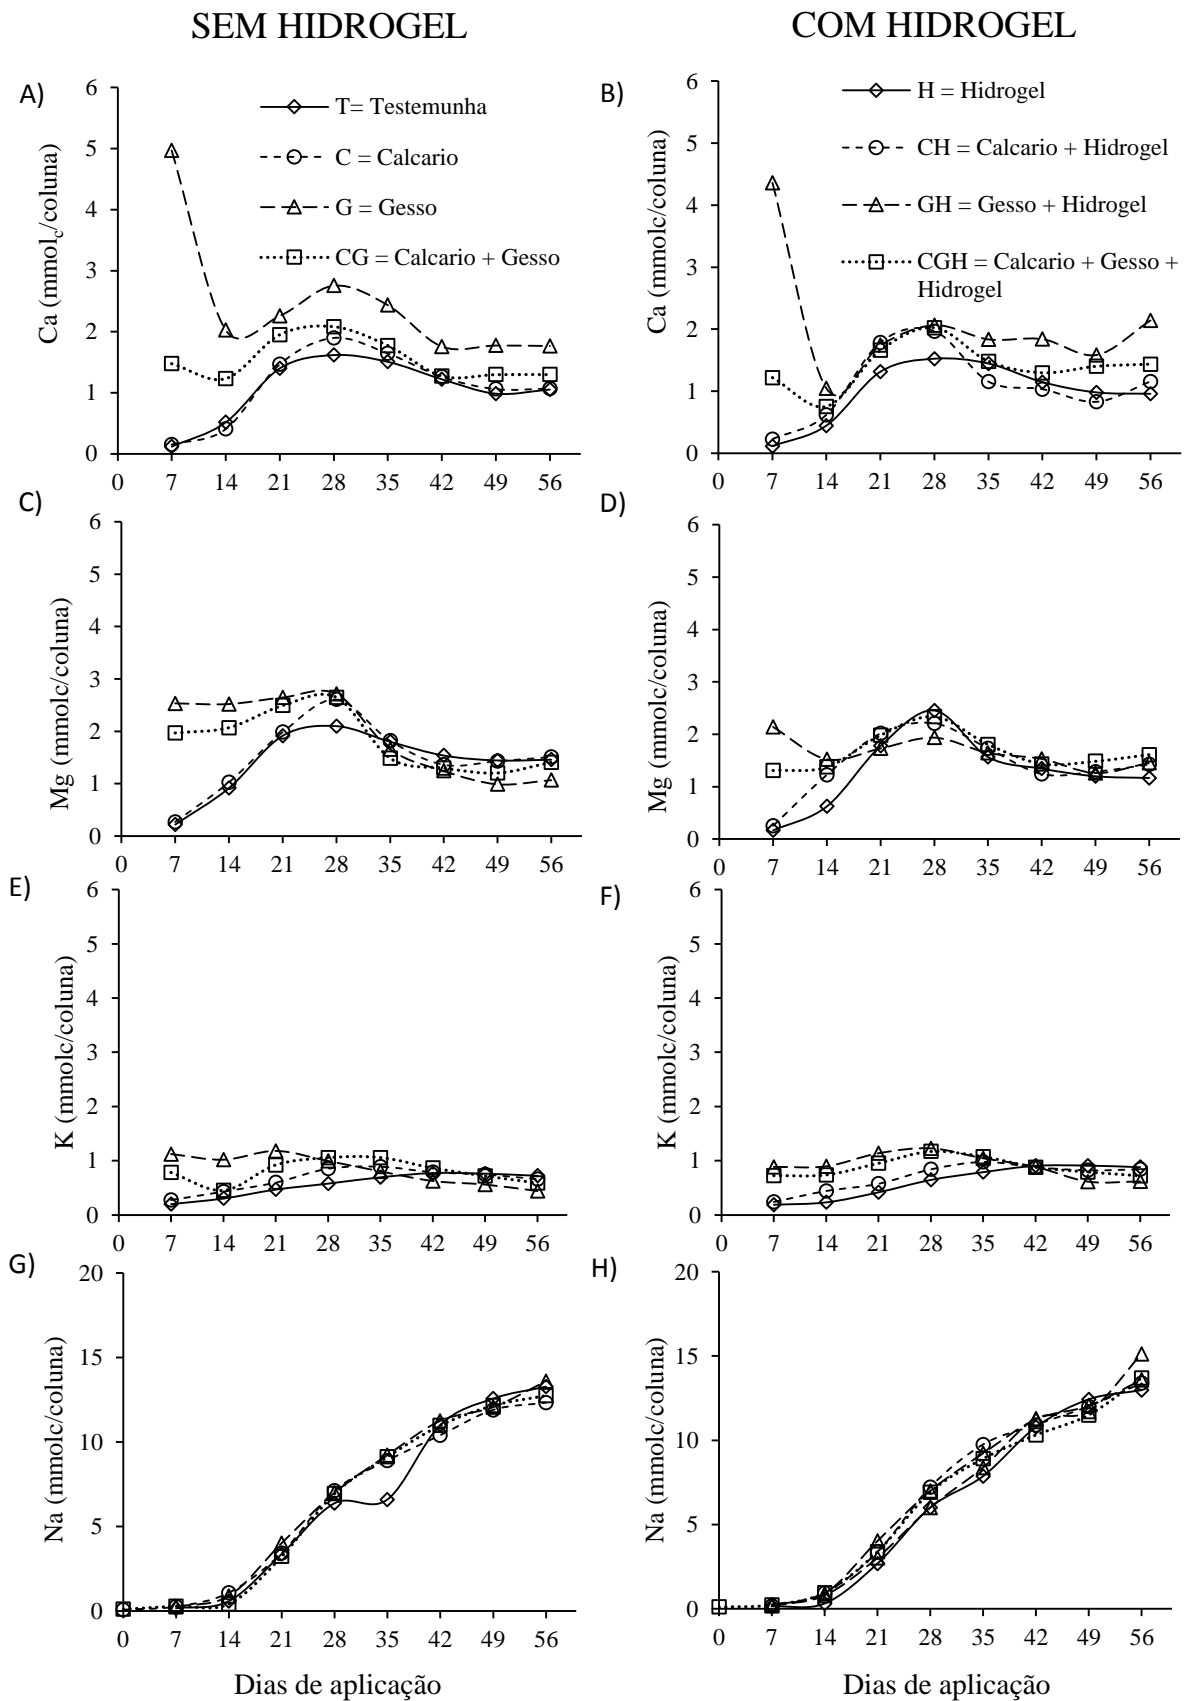 SEM HIDROGEL
COM HIDROGEL
A)
Ca (mmolc/coluna)
6
5
4
3
2
1
0
0 7 14 21 28 35 42 49 56
T= Testemunha
C = Calcario
G = Gesso
CG = Calcario + Gesso
B)
Ca (mmolc/coluna)
6
5
4
3
2
1
0
0 7 14 21 28 35 42 49 56
H = Hidrogel
CH = Calcario + Hidrogel
GH = Gesso + Hidrogel
CGH = Calcario + Gesso +
Hidrogel
C)
Mg (mmolc/coluna)
6
5
4
3
2
1
0
0 7 14 21 28 35 42 49 56
D)
Mg (mmolc/coluna)
6
5
4
3
2
1
0
0 7 14 21 28 35 42 49 56
E)
K (mmolc/coluna)
6
5
4
3
2
1
0
0 7 14 21 28 35 42 49 56
F)
K (mmolc/coluna)
6
5
4
3
2
1
0
0 7 14 21 28 35 42 49 56
G)
Na (mmolc/coluna)
20
15
10
5
0
0 7 14 21 28 35 42 49 56
Dias de aplicação
H)
Na (mmolc/coluna)
20
15
10
5
0
0 7 14 21 28 35 42 49 56
Dias de aplicação